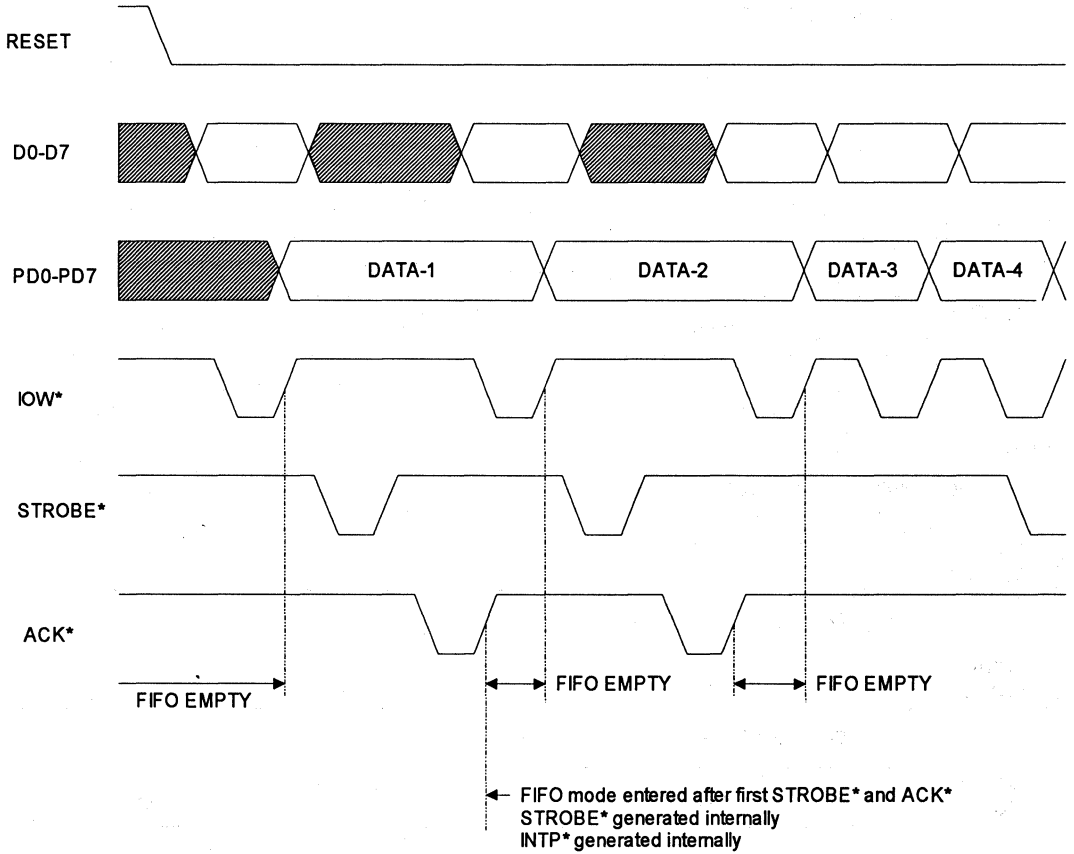 RESET
D0-D7
PD0-PD7
DATA-1
DATA-2
DATA-3
DATA-4
IOW*
STROBE*
ACK*
FIFO EMPTY
FIFO EMPTY
FIFO EMPTY
FIFO mode entered after first STROBE* and ACK*
STROBE* generated internally
INTP* generated internally